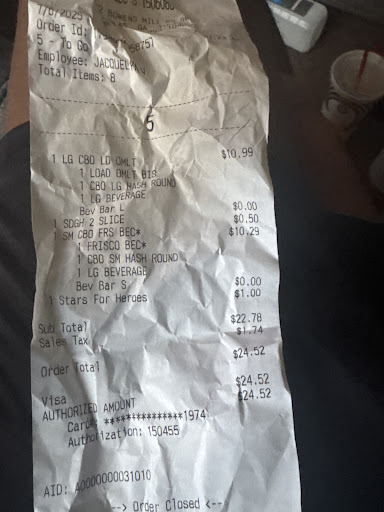 7/6/2025
Order Id:
5 - To Go
Employee:
Total Items: 8
5
1 LG CBO LD OMLT $10.99
1 LOAD OMLT BIS
1 CBO LG HASH ROUND
1 LG BEVERAGE
Bev Bar L $0.00
1 SDGH 2 SLICE $0.50
1 SM CBO FRS BEC* $10.29
1 FRISCO BEC*
1 CBO SM HASH ROUND
1 LG BEVERAGE
Bev Bar S $0.00
1 Stars For Heroes $1.00
Sub Total $22.78
Sales Tax $1.74
Order Total $24.52
Visa $24.52
AUTHORIZED AMOUNT $24.52
Card#: **************1974
Authorization: 150455
AID: A0000000031010
--> Order Closed <--